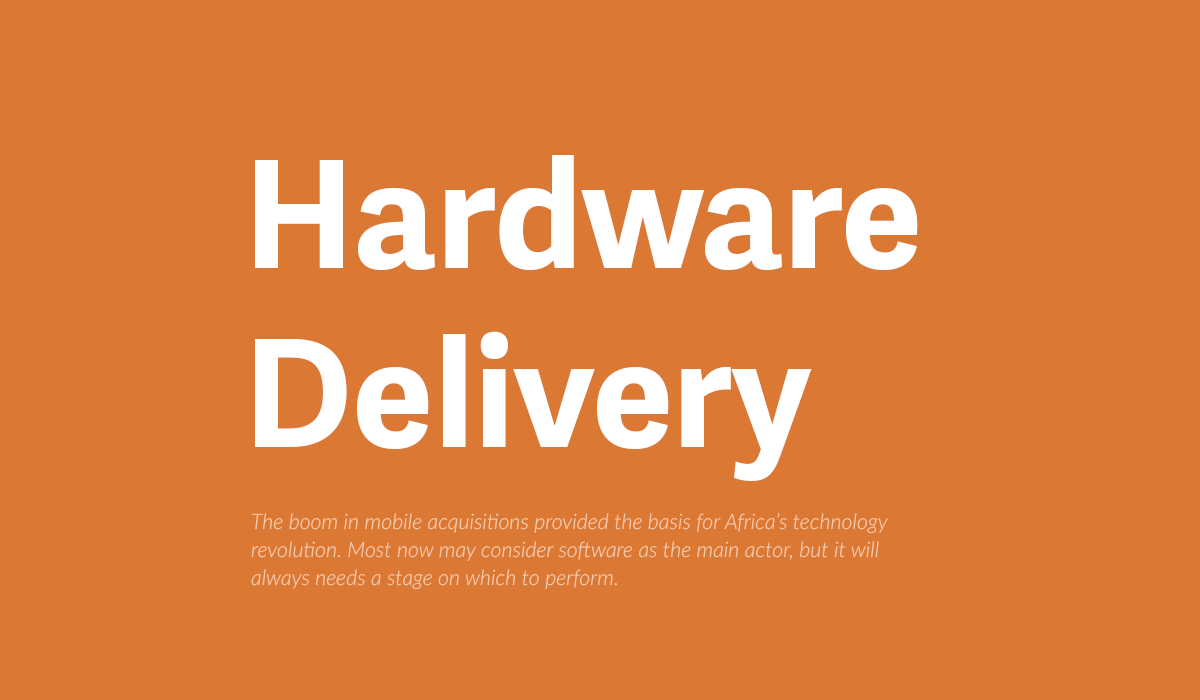 Hardware
Delivery
The boom in mobile acquisitions provided the basis for Africa’s technology
revolution. Most now may consider software as the main actor, but it will
always needs a stage on which to perform.